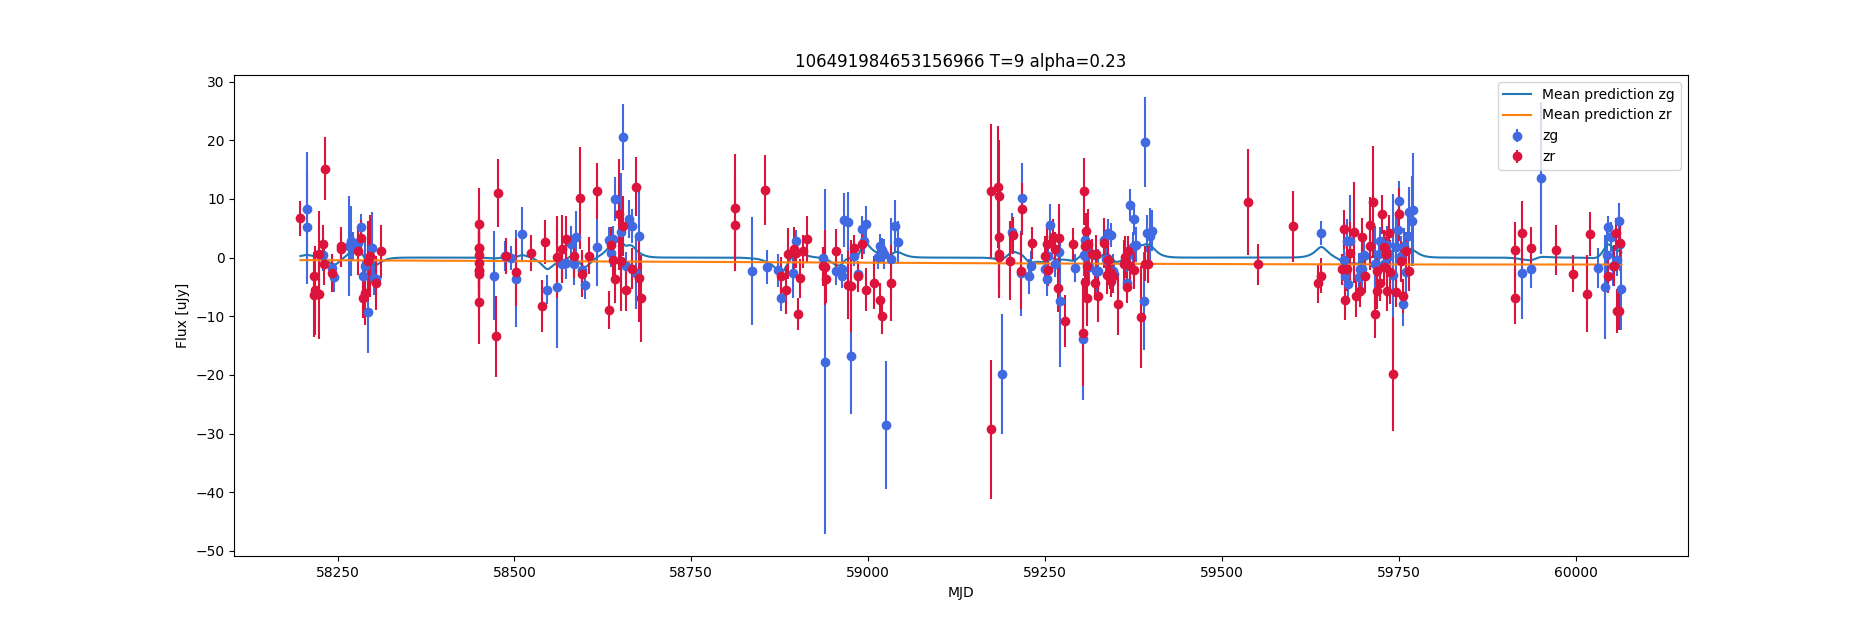 106491984653156966 T=9 alpha=0.23
Flux [uJy]
30
20
10
0
−10
−20
−30
−40
−50
Mean prediction zg
Mean prediction zr
zg
zr
58250 58500 58750 59000 59250 59500 59750 60000
MJD